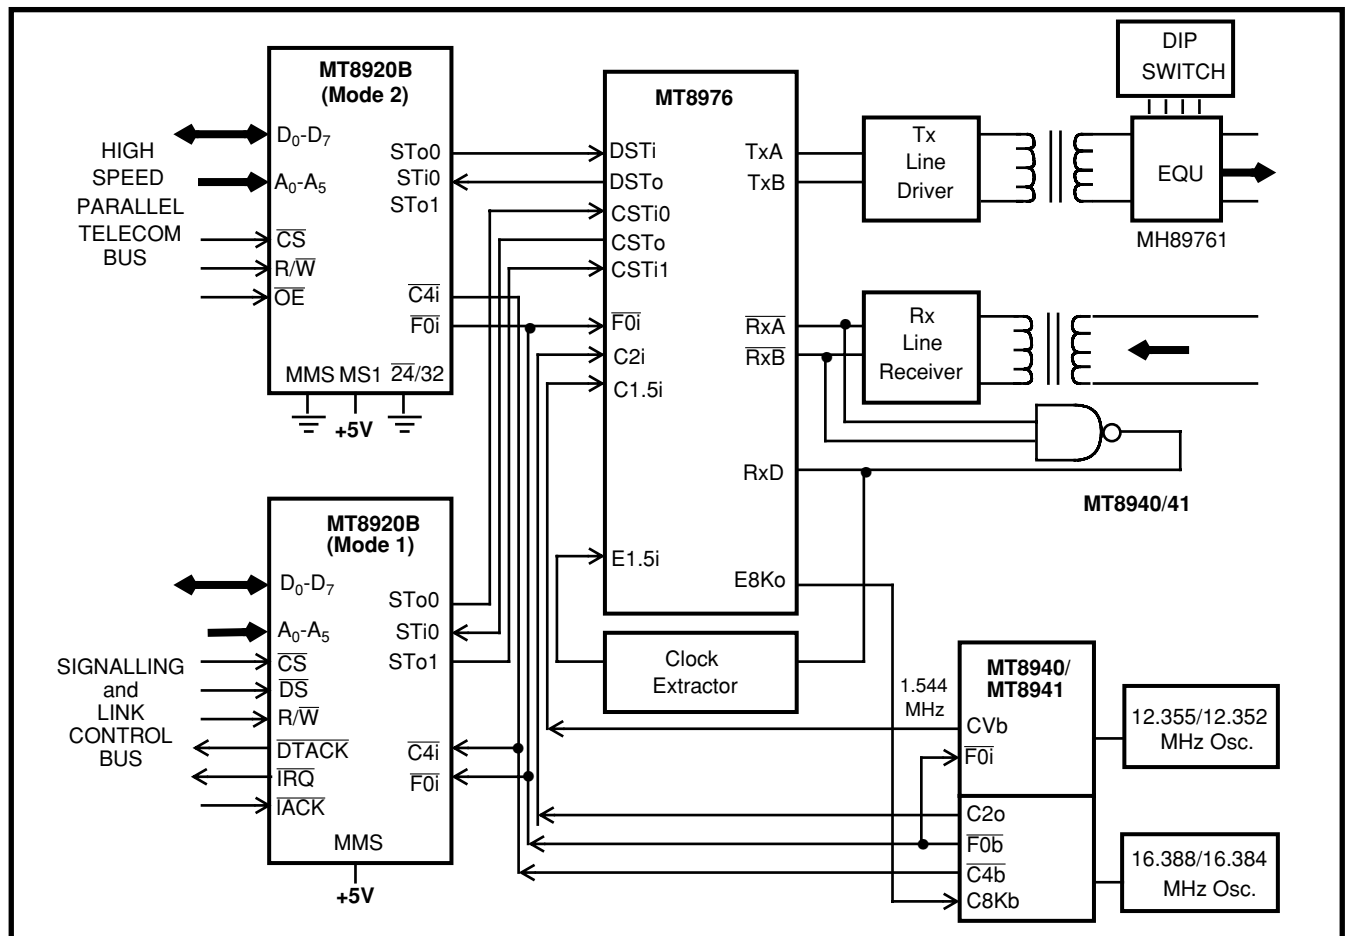 MT8920B
(Mode 2)
HIGH
SPEED
PARALLEL
TELECOM
BUS
D0-D7
A0-A5
CS
R/W
OE
STo0
STi0
STo1
C4i
F0i
MMS MS1 24/32
+5V
MT8920B
(Mode 1)
SIGNALLING
and
LINK
CONTROL
BUS
D0-D7
A0-A5
CS
DS
R/W
DTACK
IRQ
IACK
STo0
STi0
STo1
C4i
F0i
MMS
+5V
MT8976
DSTi
DSTo
CSTi0
CSTo
CSTi1
F0i
C2i
C1.5i
E1.5i
TxA
TxB
RxA
RxB
RxD
E8Ko
Clock
Extractor
Tx
Line
Driver
DIP
SWITCH
EQU
MH89761
Rx
Line
Receiver
MT8940/41
1.544
MHz
MT8940/
MT8941
CVb
F0i
C2o
F0b
C4b
C8Kb
12.355/12.352
MHz Osc.
16.388/16.384
MHz Osc.